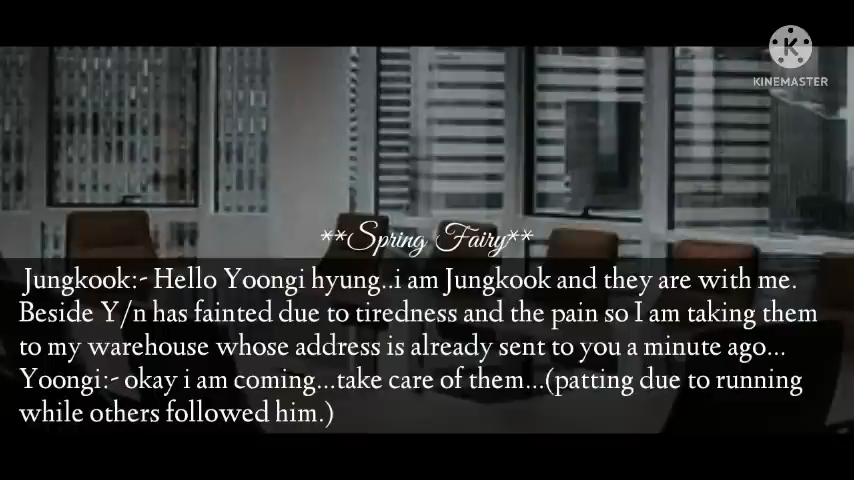 KINEMASTER
**Spring Fairy**
Jungkook:- Hello Yoongi hyung..i am Jungkook and they are with me.
Beside Y/n has fainted due to tiredness and the pain so I am taking them
to my warehouse whose address is already sent to you a minute ago...
Yoongi:- okay i am coming...take care of them...(patting due to running
while others followed him.)